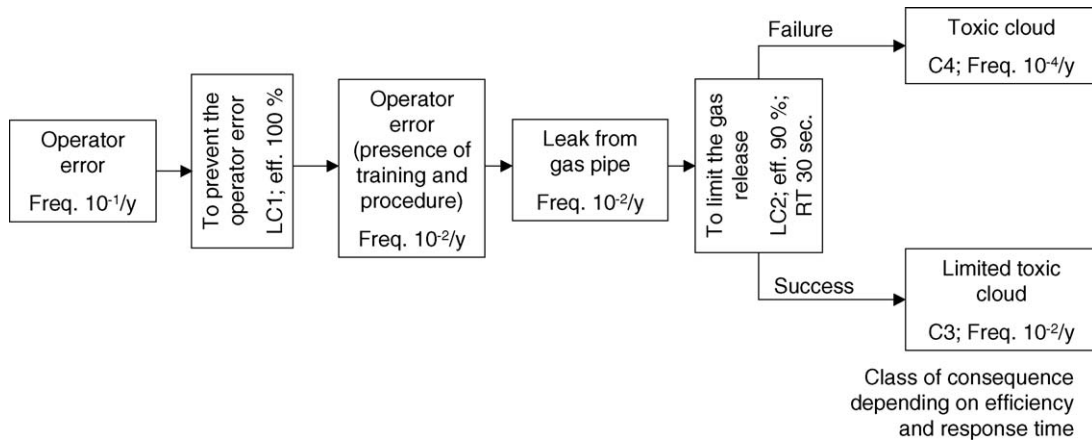 Operator
error
Freq. 10⁻¹/y
To prevent the
operator error
LC1; eff. 100 %
Operator
error
(presence of
training and
procedure)
Freq. 10⁻²/y
Leak from
gas pipe
Freq. 10⁻²/y
To limit the gas
release
LC2; eff. 90 %;
RT 30 sec.
Failure
Toxic cloud
C4; Freq. 10⁻⁴/y
Success
Limited toxic
cloud
C3; Freq. 10⁻²/y
Class of consequence
depending on efficiency
and response time